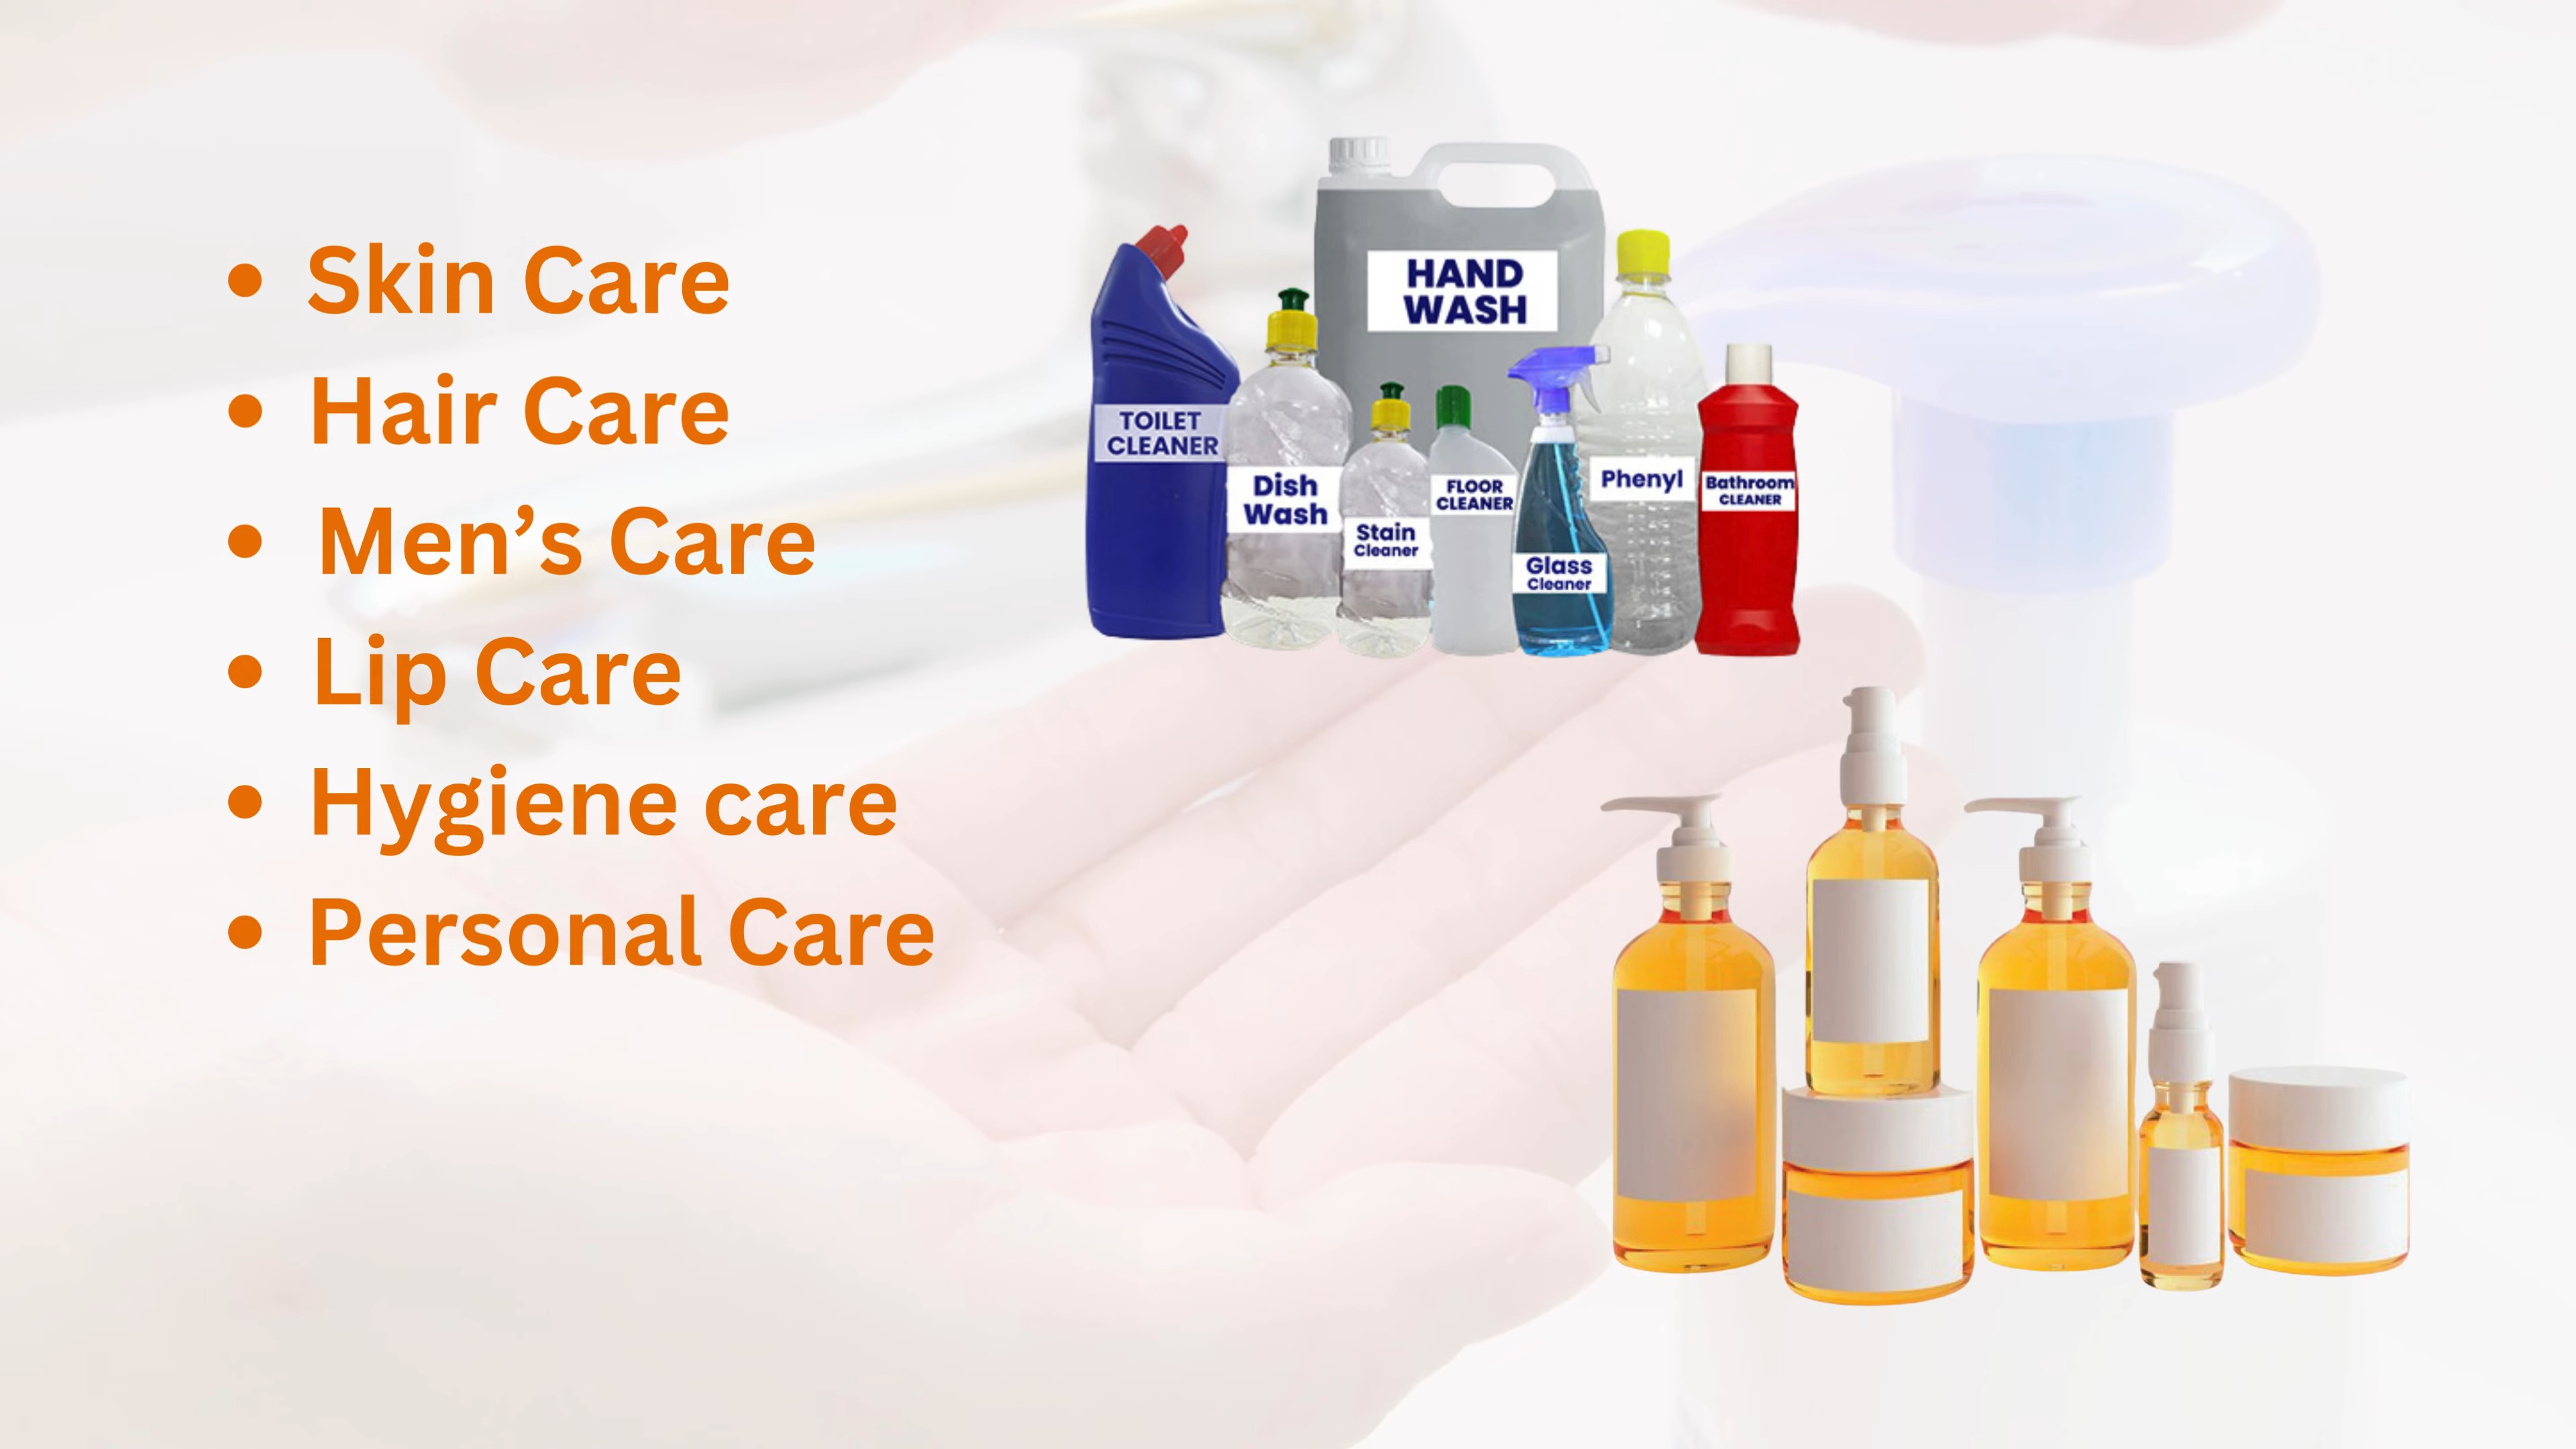 • Skin Care
• Hair Care
• Men’s Care
• Lip Care
• Hygiene care
• Personal Care
HAND
WASH
TOILET
CLEANER
Dish
Wash
Stain
Cleaner
FLOOR
CLEANER
Glass
Cleaner
Phenyl
Bathroom
CLEANER